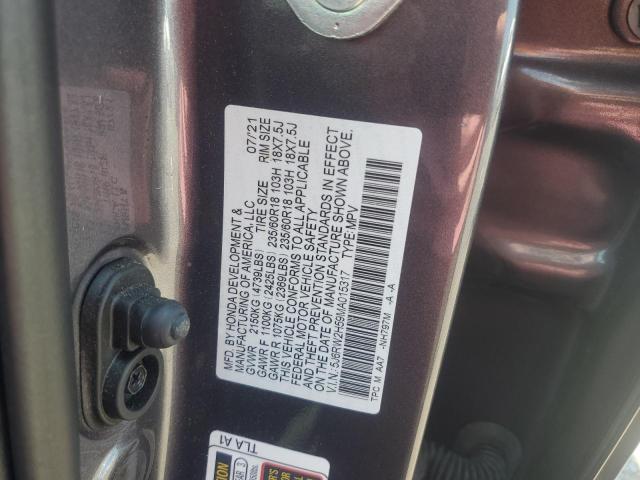 MFD. BY HONDA DEVELOPMENT & 07/21
MANUFACTURING OF AMERICA, LLC
GVWR 2150KG (4739LBS) TIRE SIZE RIM SIZE
GAWR F 1100KG (2425LBS) 235/60R18 103H 18X7.5J
GAWR R 1075KG (2369LBS) 235/60R18 103H 18X7.5J
THIS VEHICLE CONFORMS TO ALL APPLICABLE
FEDERAL MOTOR VEHICLE SAFETY
AND THEFT PREVENTION STANDARDS IN EFFECT
ON THE DATE OF MANUFACTURE SHOWN ABOVE.
V.I.N.: 5J6RW2H59MA015317 TYPE:MPV
TPC M AA7 -NH797M -A -A
TLA A1